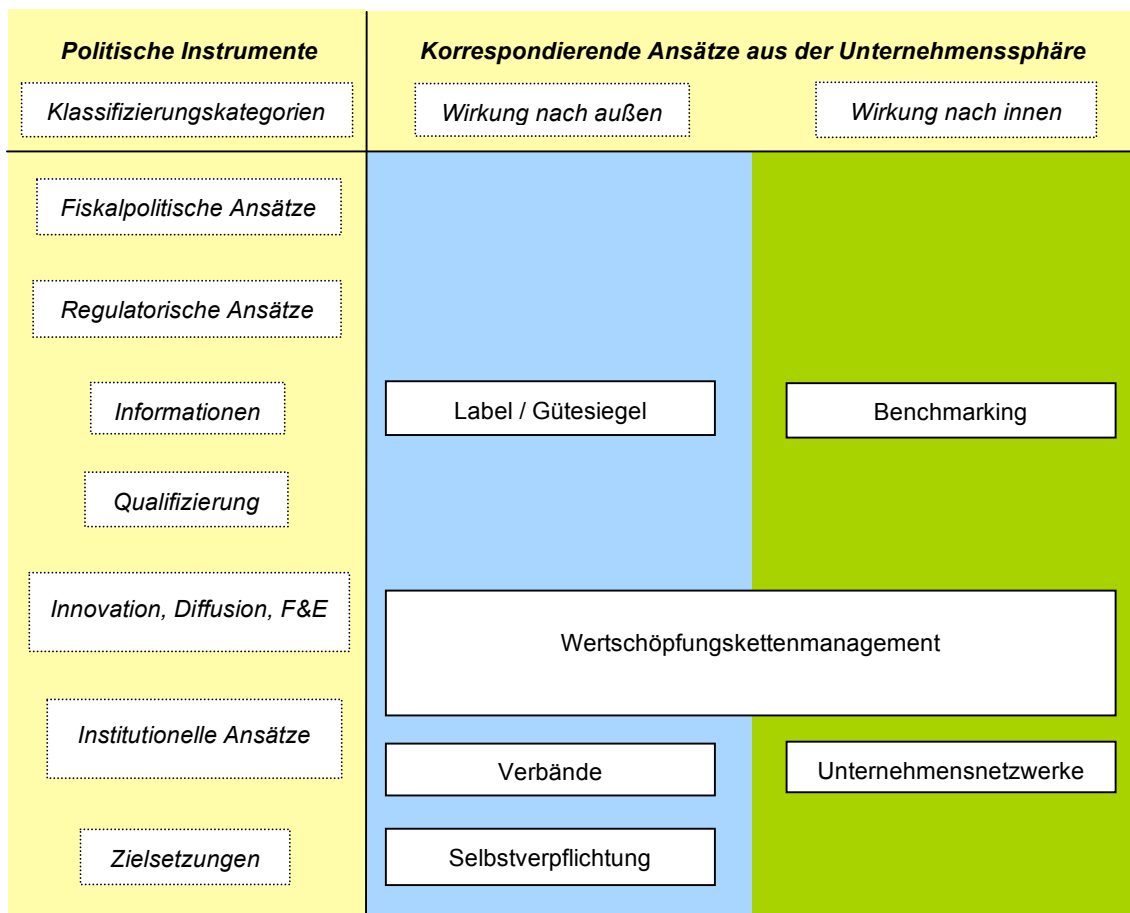 Politische Instrumente
Korrespondierende Ansätze aus der Unternehmenssphäre
Klassifizierungskategorien
Wirkung nach außen
Wirkung nach innen
Fiskalpolitische Ansätze
Regulatorische Ansätze
Informationen
Label / Gütesiegel
Benchmarking
Qualifizierung
Innovation, Diffusion, F&E
Wertschöpfungskettenmanagement
Institutionelle Ansätze
Verbände
Unternehmensnetzwerke
Zielsetzungen
Selbstverpflichtung